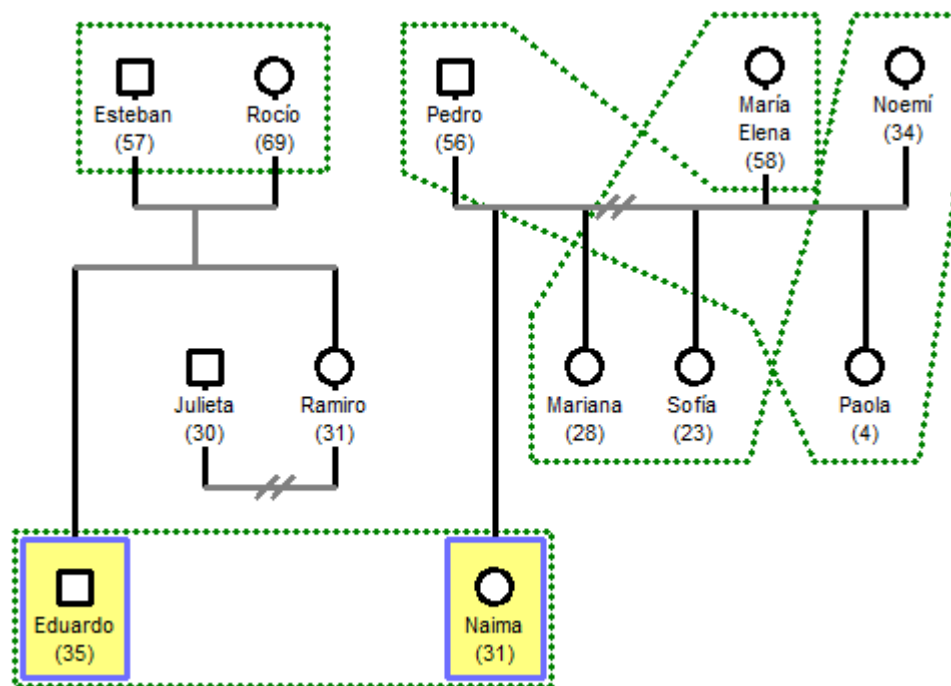 Esteban
(57)
Rocío
(69)
Pedro
(56)
María
Elena
(58)
Noemí
(34)
Julieta
(30)
Ramiro
(31)
Mariana
(28)
Sofía
(23)
Paola
(4)
Eduardo
(35)
Naima
(31)